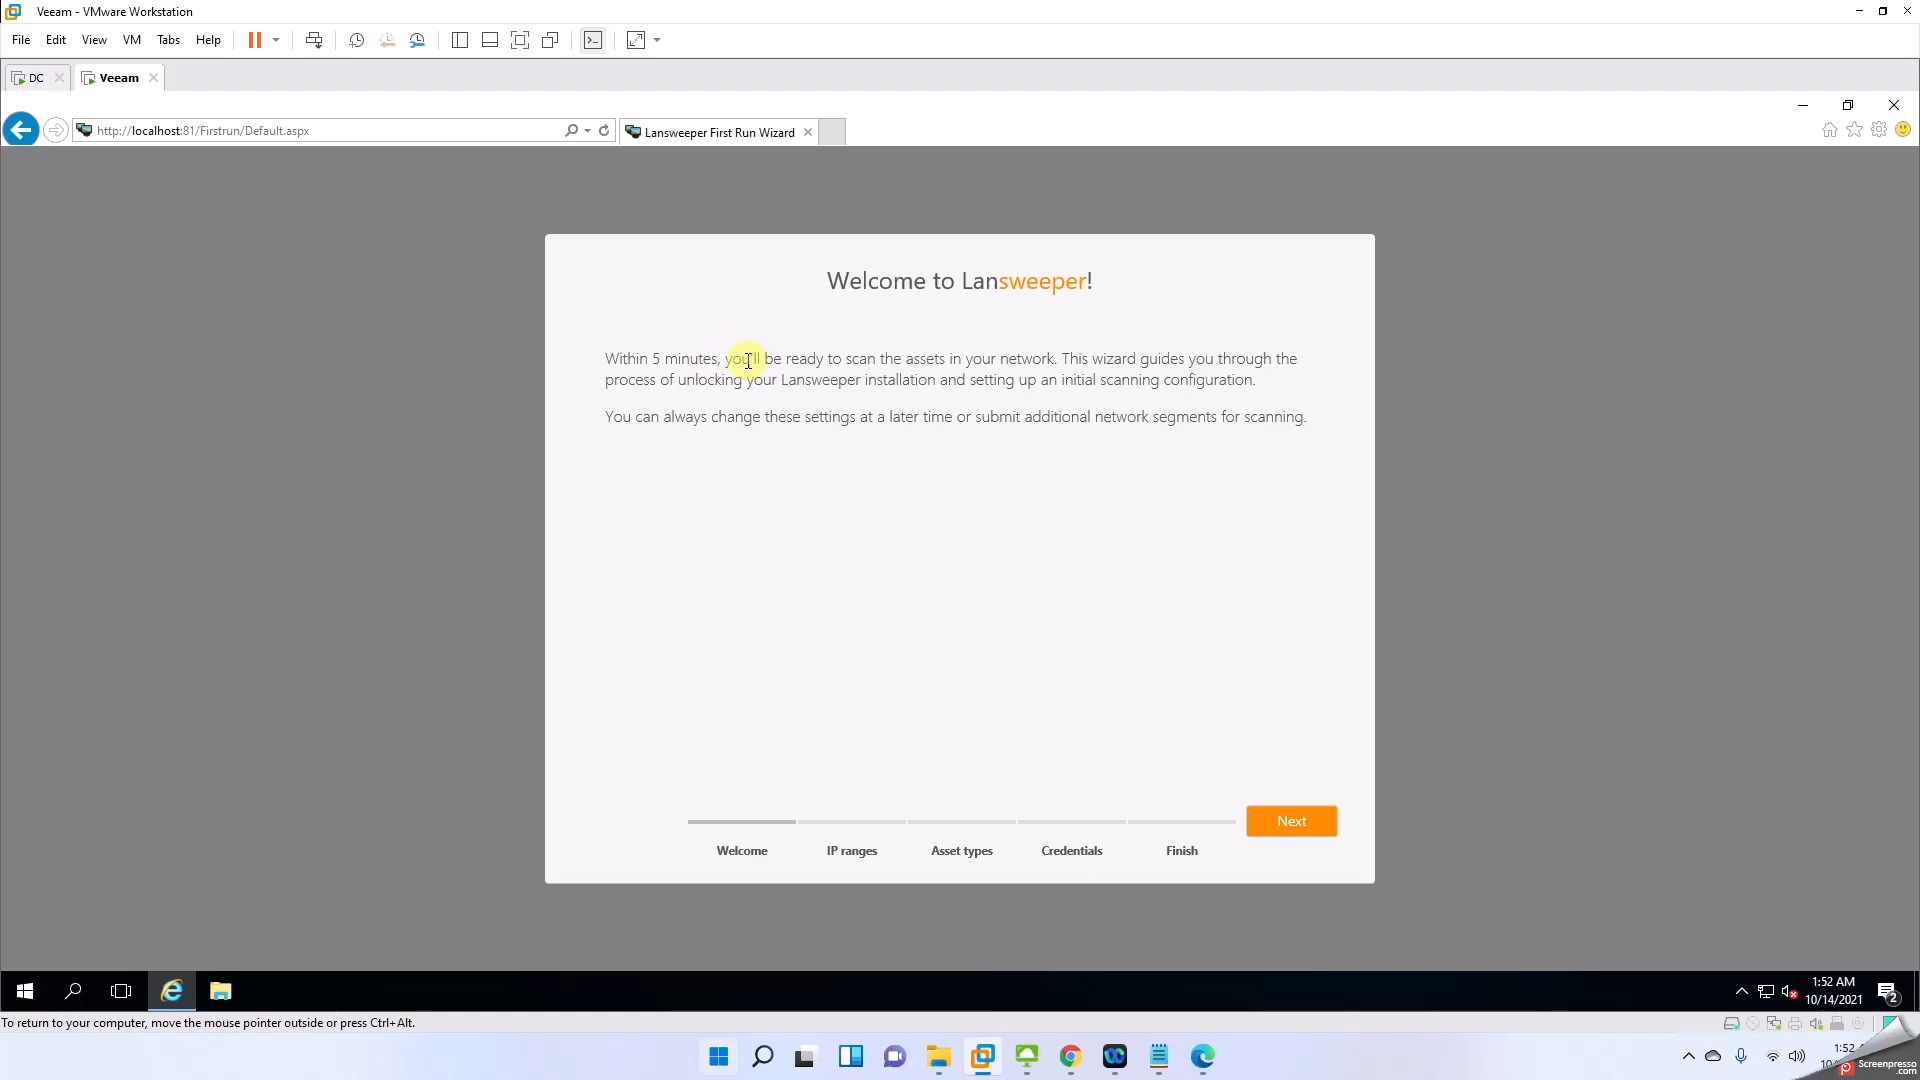 Veeam - VMware Workstation
File Edit View VM Tabs Help
DC
Veeam
http://localhost:81/Firstrun/Default.aspx
Lansweeper First Run Wizard
Welcome to Lansweeper!
Within 5 minutes, you'll be ready to scan the assets in your network. This wizard guides you through the
process of unlocking your Lansweeper installation and setting up an initial scanning configuration.
You can always change these settings at a later time or submit additional network segments for scanning.
Next
Welcome
IP ranges
Asset types
Credentials
Finish
1:52 AM
10/14/2021
2
To return to your computer, move the mouse pointer outside or press Ctrl+Alt.
1:52
Screenpresso
.com